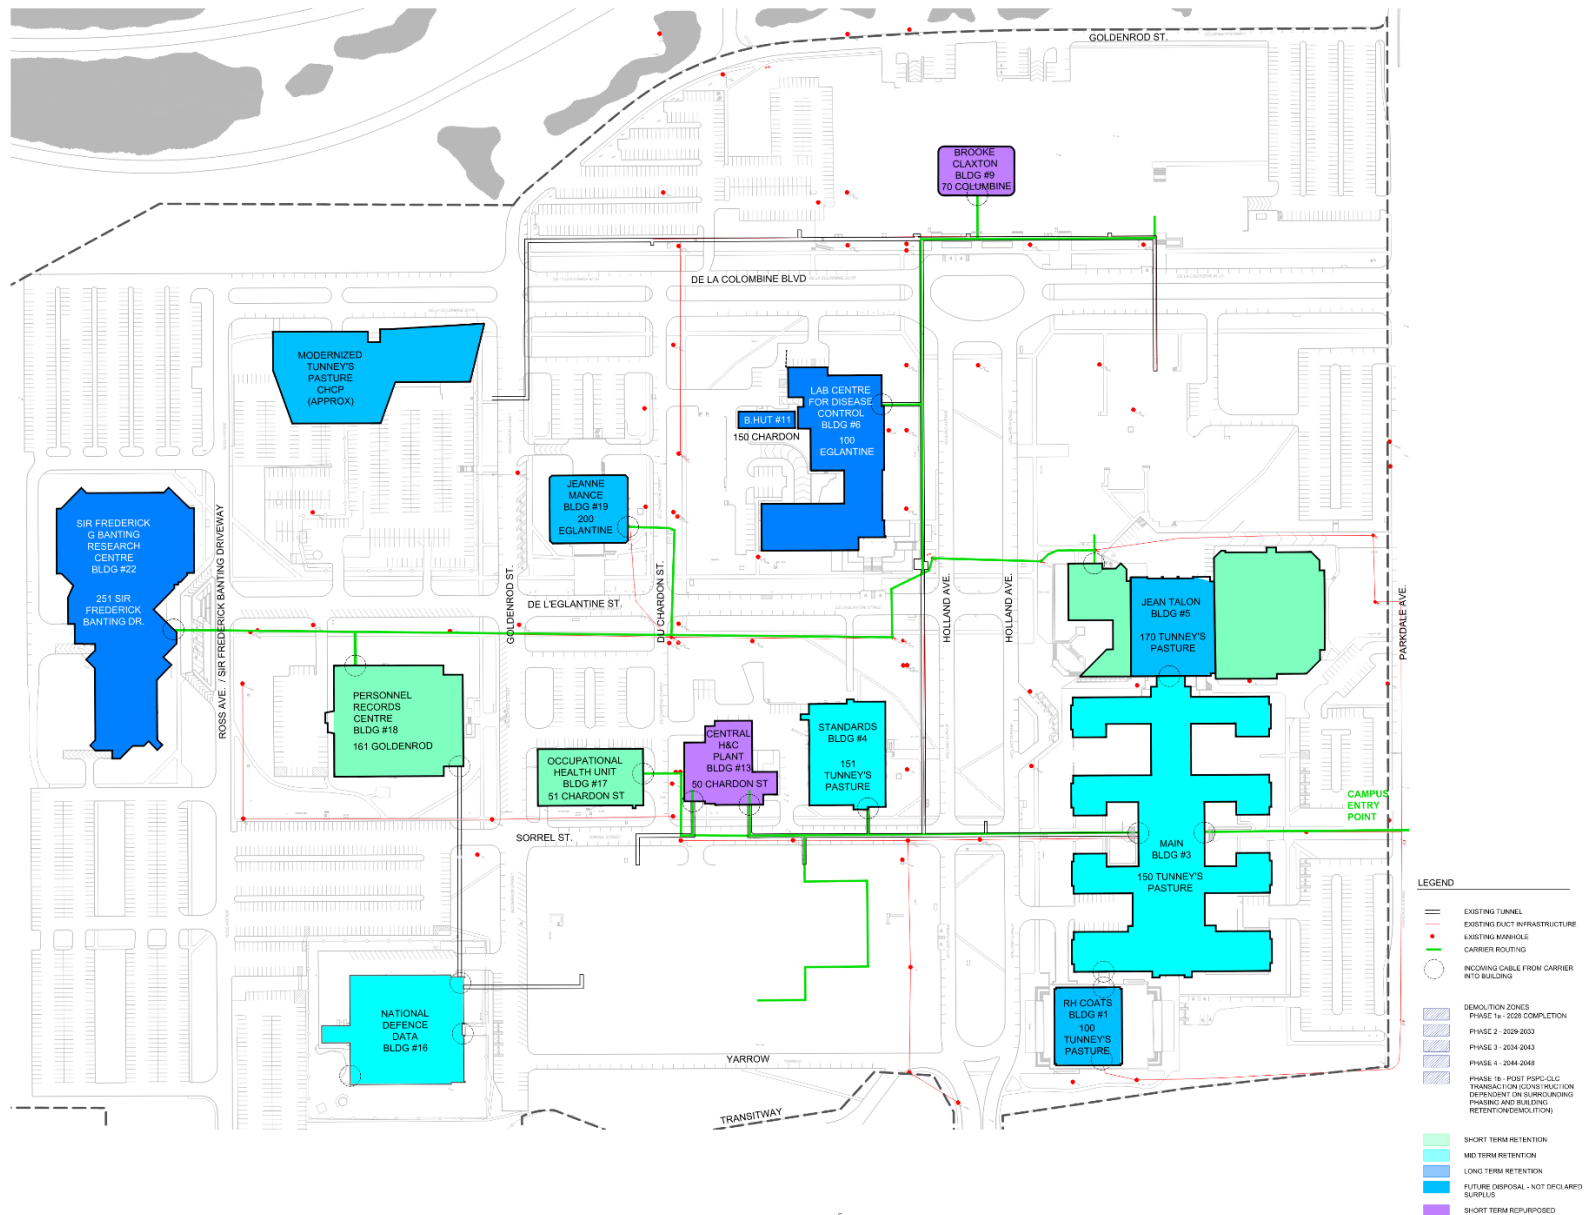 GOLDENROD ST.
BROOKE
CLAXTON
BLDG #9
70 COLUMBINE
DE LA COLOMBINE BLVD
MODERNIZED
TUNNEY'S
PASTURE
CHCP
(APPROX)
LAB CENTRE
FOR DISEASE
CONTROL
BLDG #6
100
EGLANTINE
B.HUT #11
150 CHARDON
JEANNE
MANCE
BLDG #19
200
EGLANTINE
SIR FREDERICK
G BANTING
RESEARCH
CENTRE
BLDG #22
251 SIR
FREDERICK
BANTING DR.
ROSS AVE. / SIR FREDERICK BANTING DRIVEWAY
GOLDENROD ST.
DE L'EGLANTINE ST.
DU CHARDON ST.
HOLLAND AVE.
HOLLAND AVE.
PARKDALE AVE.
JEAN TALON
BLDG #5
170 TUNNEY'S
PASTURE
PERSONNEL
RECORDS
CENTRE
BLDG #18
161 GOLDENROD
OCCUPATIONAL
HEALTH UNIT
BLDG #17
51 CHARDON ST
CENTRAL
H&C
PLANT
BLDG #13
50 CHARDON ST
STANDARDS
BLDG #4
151
TUNNEY'S
PASTURE
CAMPUS
ENTRY
POINT
SORREL ST.
MAIN
BLDG #3
150 TUNNEY'S
PASTURE
NATIONAL
DEFENCE
DATA
BLDG #16
RH COATS
BLDG #1
100
TUNNEY'S
PASTURE
YARROW
TRANSITWAY
LEGEND
EXISTING TUNNEL
EXISTING DUCT INFRASTRUCTURE
EXISTING MANHOLE
CARRIER ROUTING
INCOMING CABLE FROM CARRIER
INTO BUILDING
DEMOLITION ZONES
PHASE 1a - 2028 COMPLETION
PHASE 2 - 2029-2033
PHASE 3 - 2034-2043
PHASE 4 - 2044-2048
PHASE 1b - POST PSPC-CLC
TRANSACTION (CONSTRUCTION
DEPENDENT ON SURROUNDING
PHASING AND BUILDING
RETENTION/DEMOLITION)
SHORT TERM RETENTION
MID TERM RETENTION
LONG TERM RETENTION
FUTURE DISPOSAL - NOT DECLARED
SURPLUS
SHORT TERM REPURPOSED